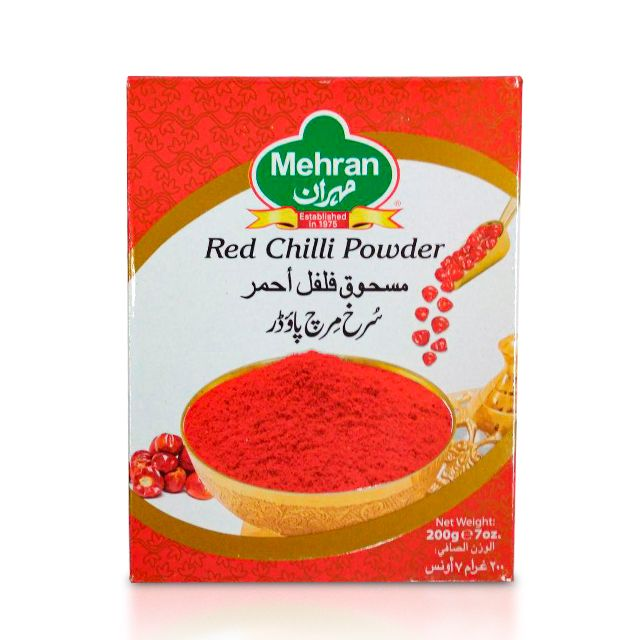 Mehran
مہران
®
Established
in 1975
Red Chilli Powder
مسحوق فلفل أحمر
سُرخ مِرچ پاؤڈر
Net Weight:
200g ℮ 7oz.
الوزن الصافي:
٢٠٠ غرام ٧ أونس